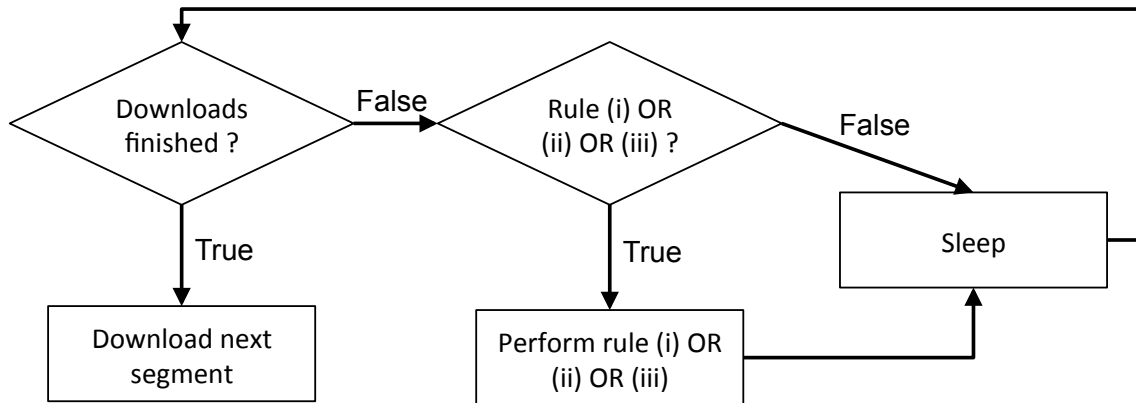 Downloads
finished ?
False
Rule (i) OR
(ii) OR (iii) ?
False
True
True
Sleep
Download next
segment
Perform rule (i) OR
(ii) OR (iii)